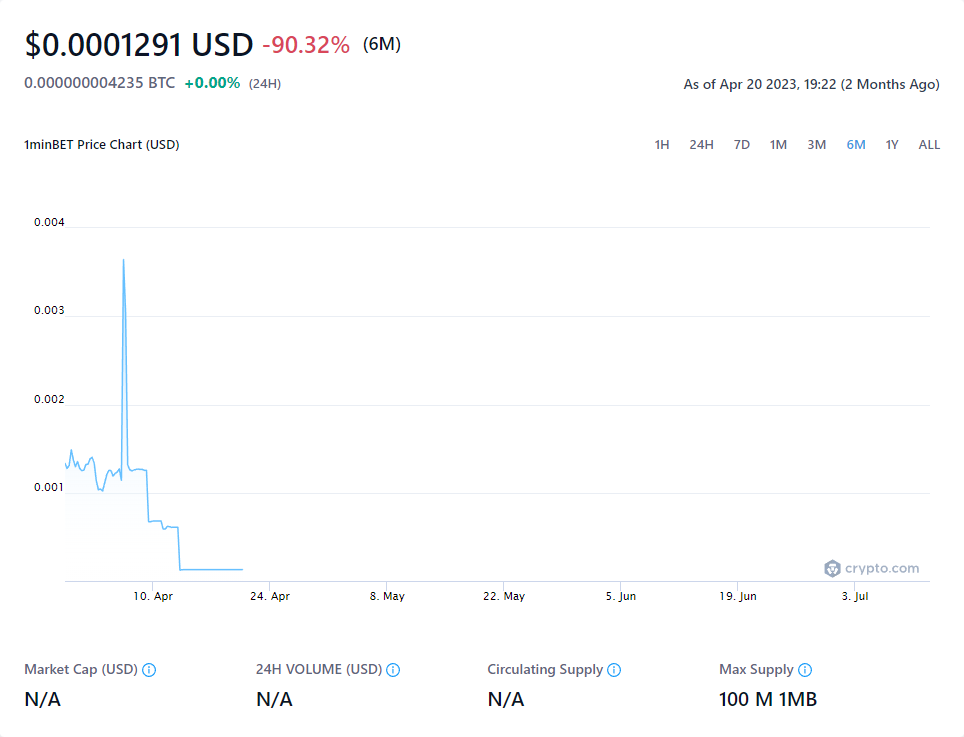 $0.0001291 USD -90.32% (6M)
0.000000004235 BTC +0.00% (24H)
As of Apr 20 2023, 19:22 (2 Months Ago)
1minBET Price Chart (USD)
1H 24H 7D 1M 3M 6M 1Y ALL
0.004
0.003
0.002
0.001
crypto.com
10. Apr 24. Apr 8. May 22. May 5. Jun 19. Jun 3. Jul
Market Cap (USD) 24H VOLUME (USD) Circulating Supply Max Supply
N/A N/A N/A 100 M 1MB